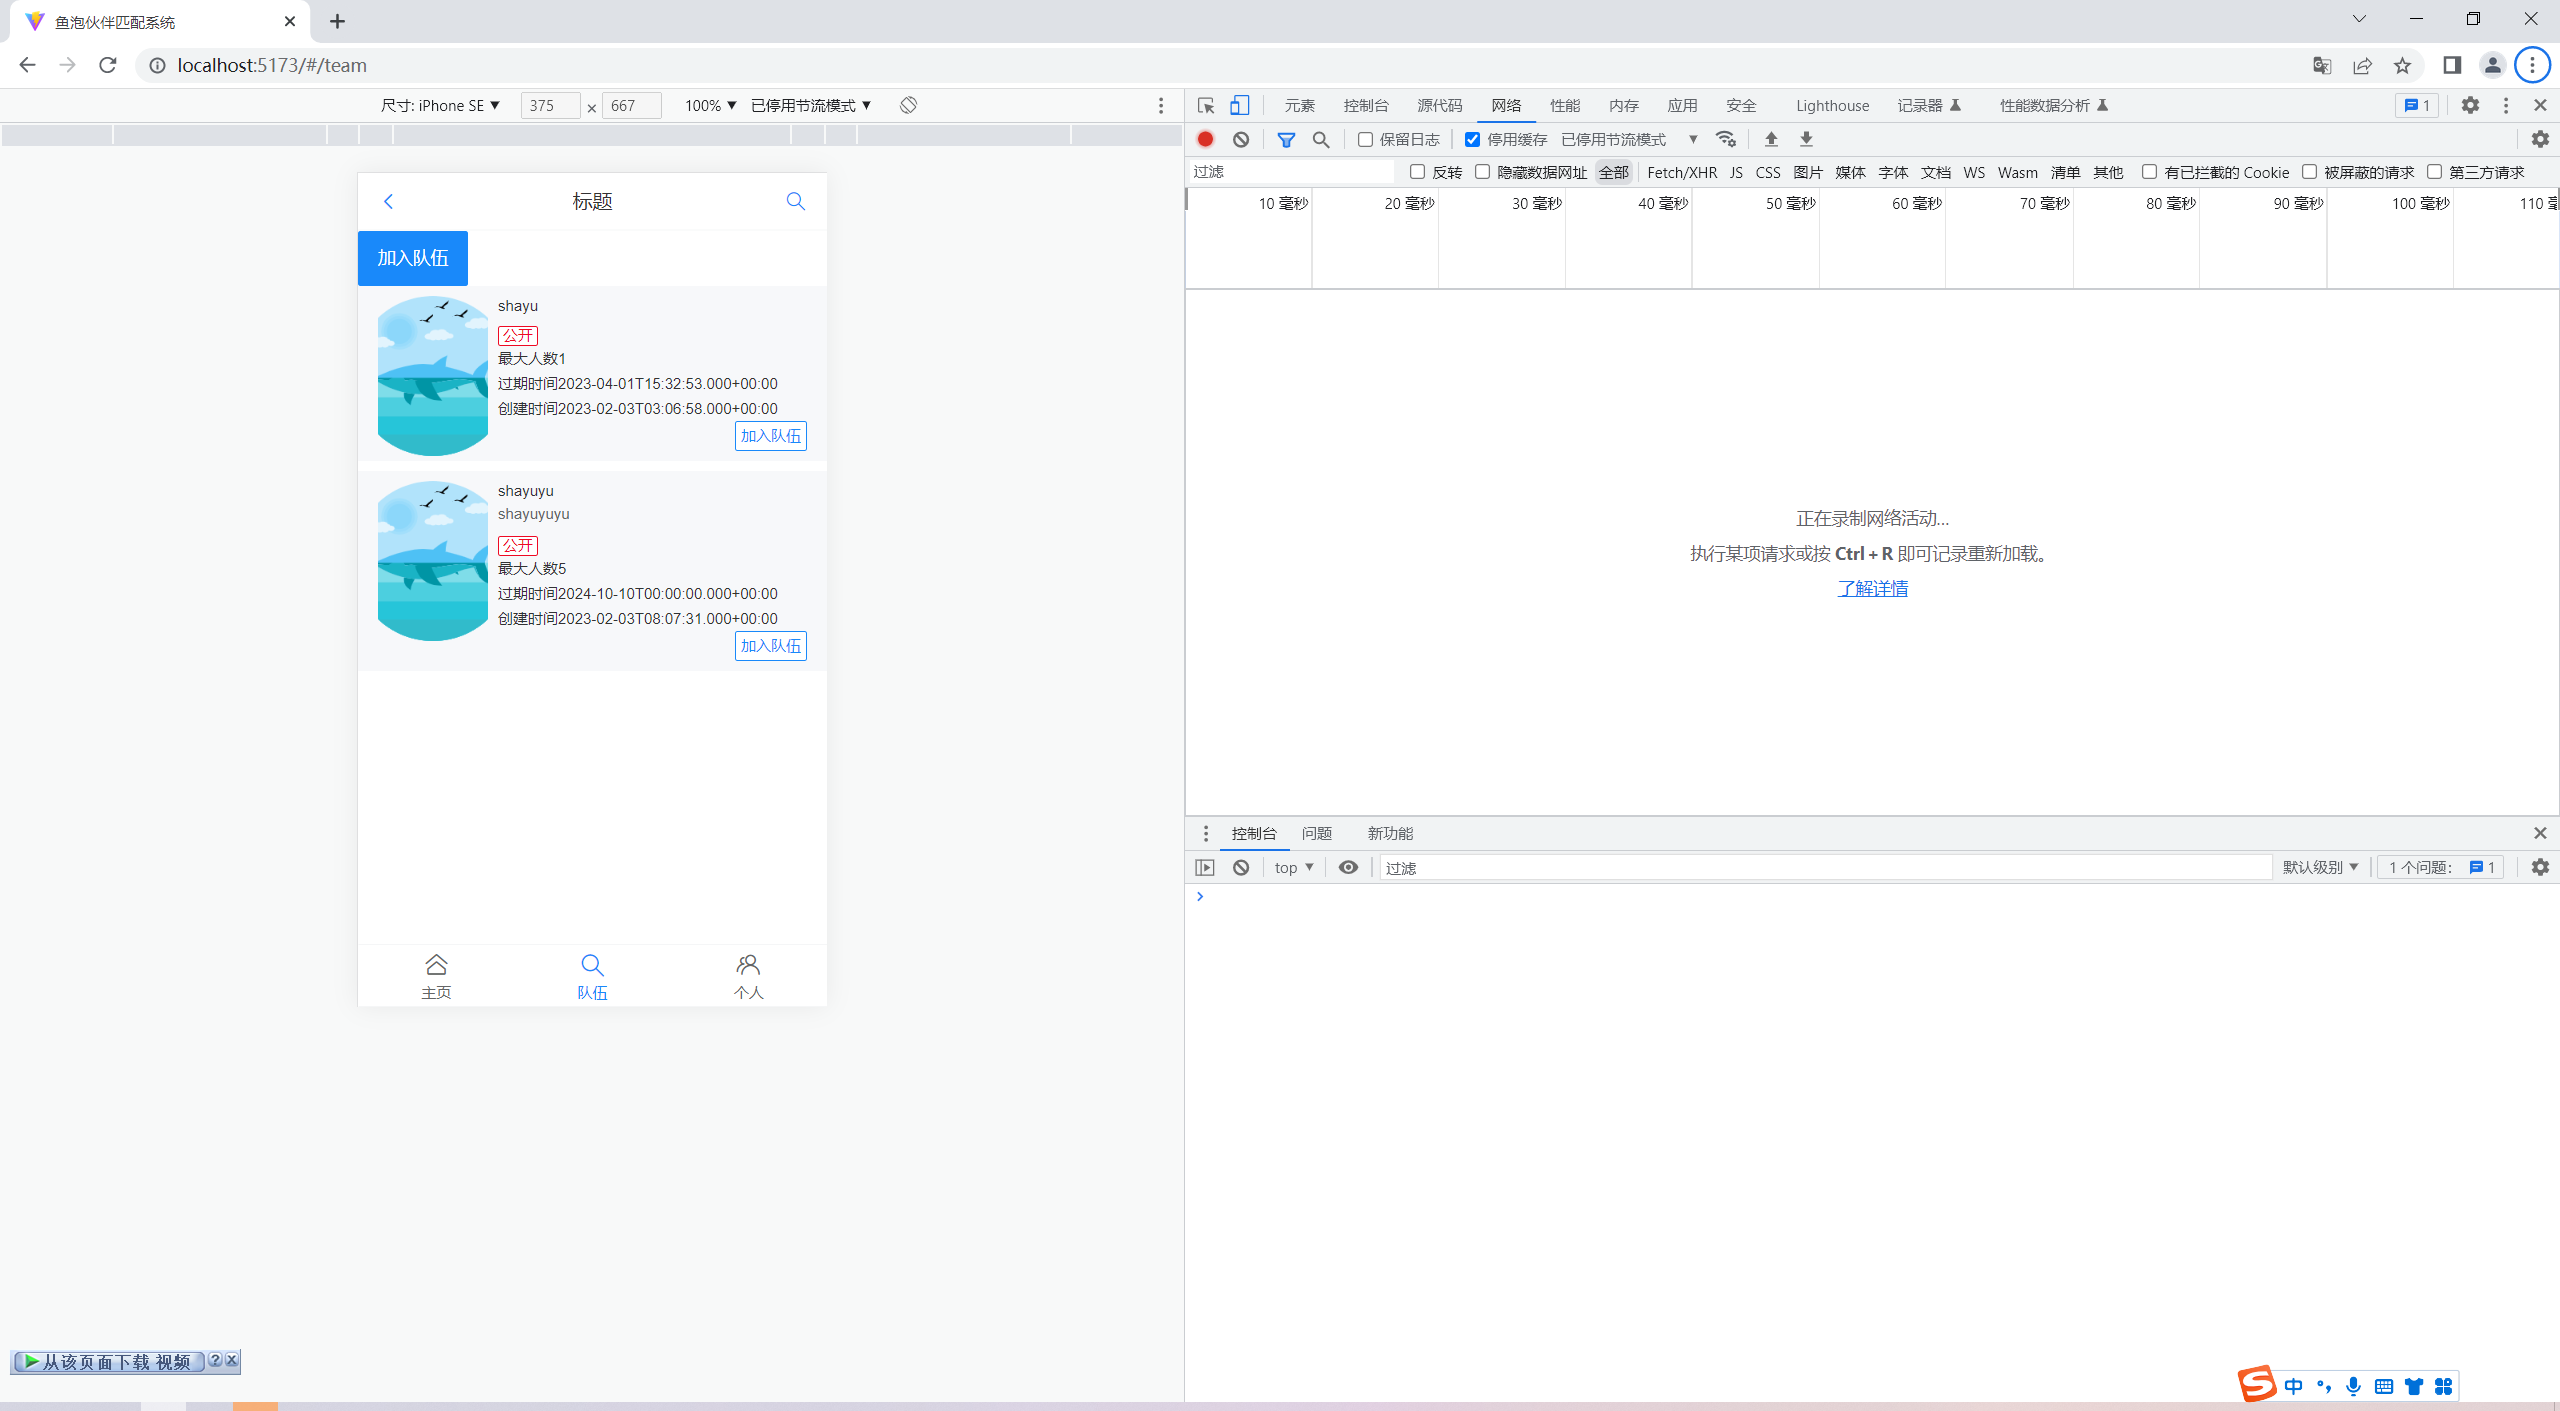 鱼泡伙伴匹配系统
localhost:5173/#/team
尺寸: iPhone SE ▼ 375 × 667 100% ▼ 已停用节流模式 ▼
元素 控制台 源代码 网络 性能 内存 应用 安全 Lighthouse 记录器 性能数据分析 1
保留日志 停用缓存 已停用节流模式 ▼
过滤 反转 隐藏数据网址 全部 Fetch/XHR JS CSS 图片 媒体 字体 文档 WS Wasm 清单 其他 有已拦截的 Cookie 被屏蔽的请求 第三方请求
10 毫秒 20 毫秒 30 毫秒 40 毫秒 50 毫秒 60 毫秒 70 毫秒 80 毫秒 90 毫秒 100 毫秒 110 毫
标题
加入队伍
shayu
公开
最大人数1
过期时间2023-04-01T15:32:53.000+00:00
创建时间2023-02-03T03:06:58.000+00:00
加入队伍
shayuyu
shayuyuyu
公开
最大人数5
过期时间2024-10-10T00:00:00.000+00:00
创建时间2023-02-03T08:07:31.000+00:00
加入队伍
主页 队伍 个人
正在录制网络活动...
执行某项请求或按 Ctrl + R 即可记录重新加载。
了解详情
控制台 问题 新功能
top ▼ 过滤 默认级别 ▼ 1 个问题: 1
从该页面下载 视频 ? x
S 中